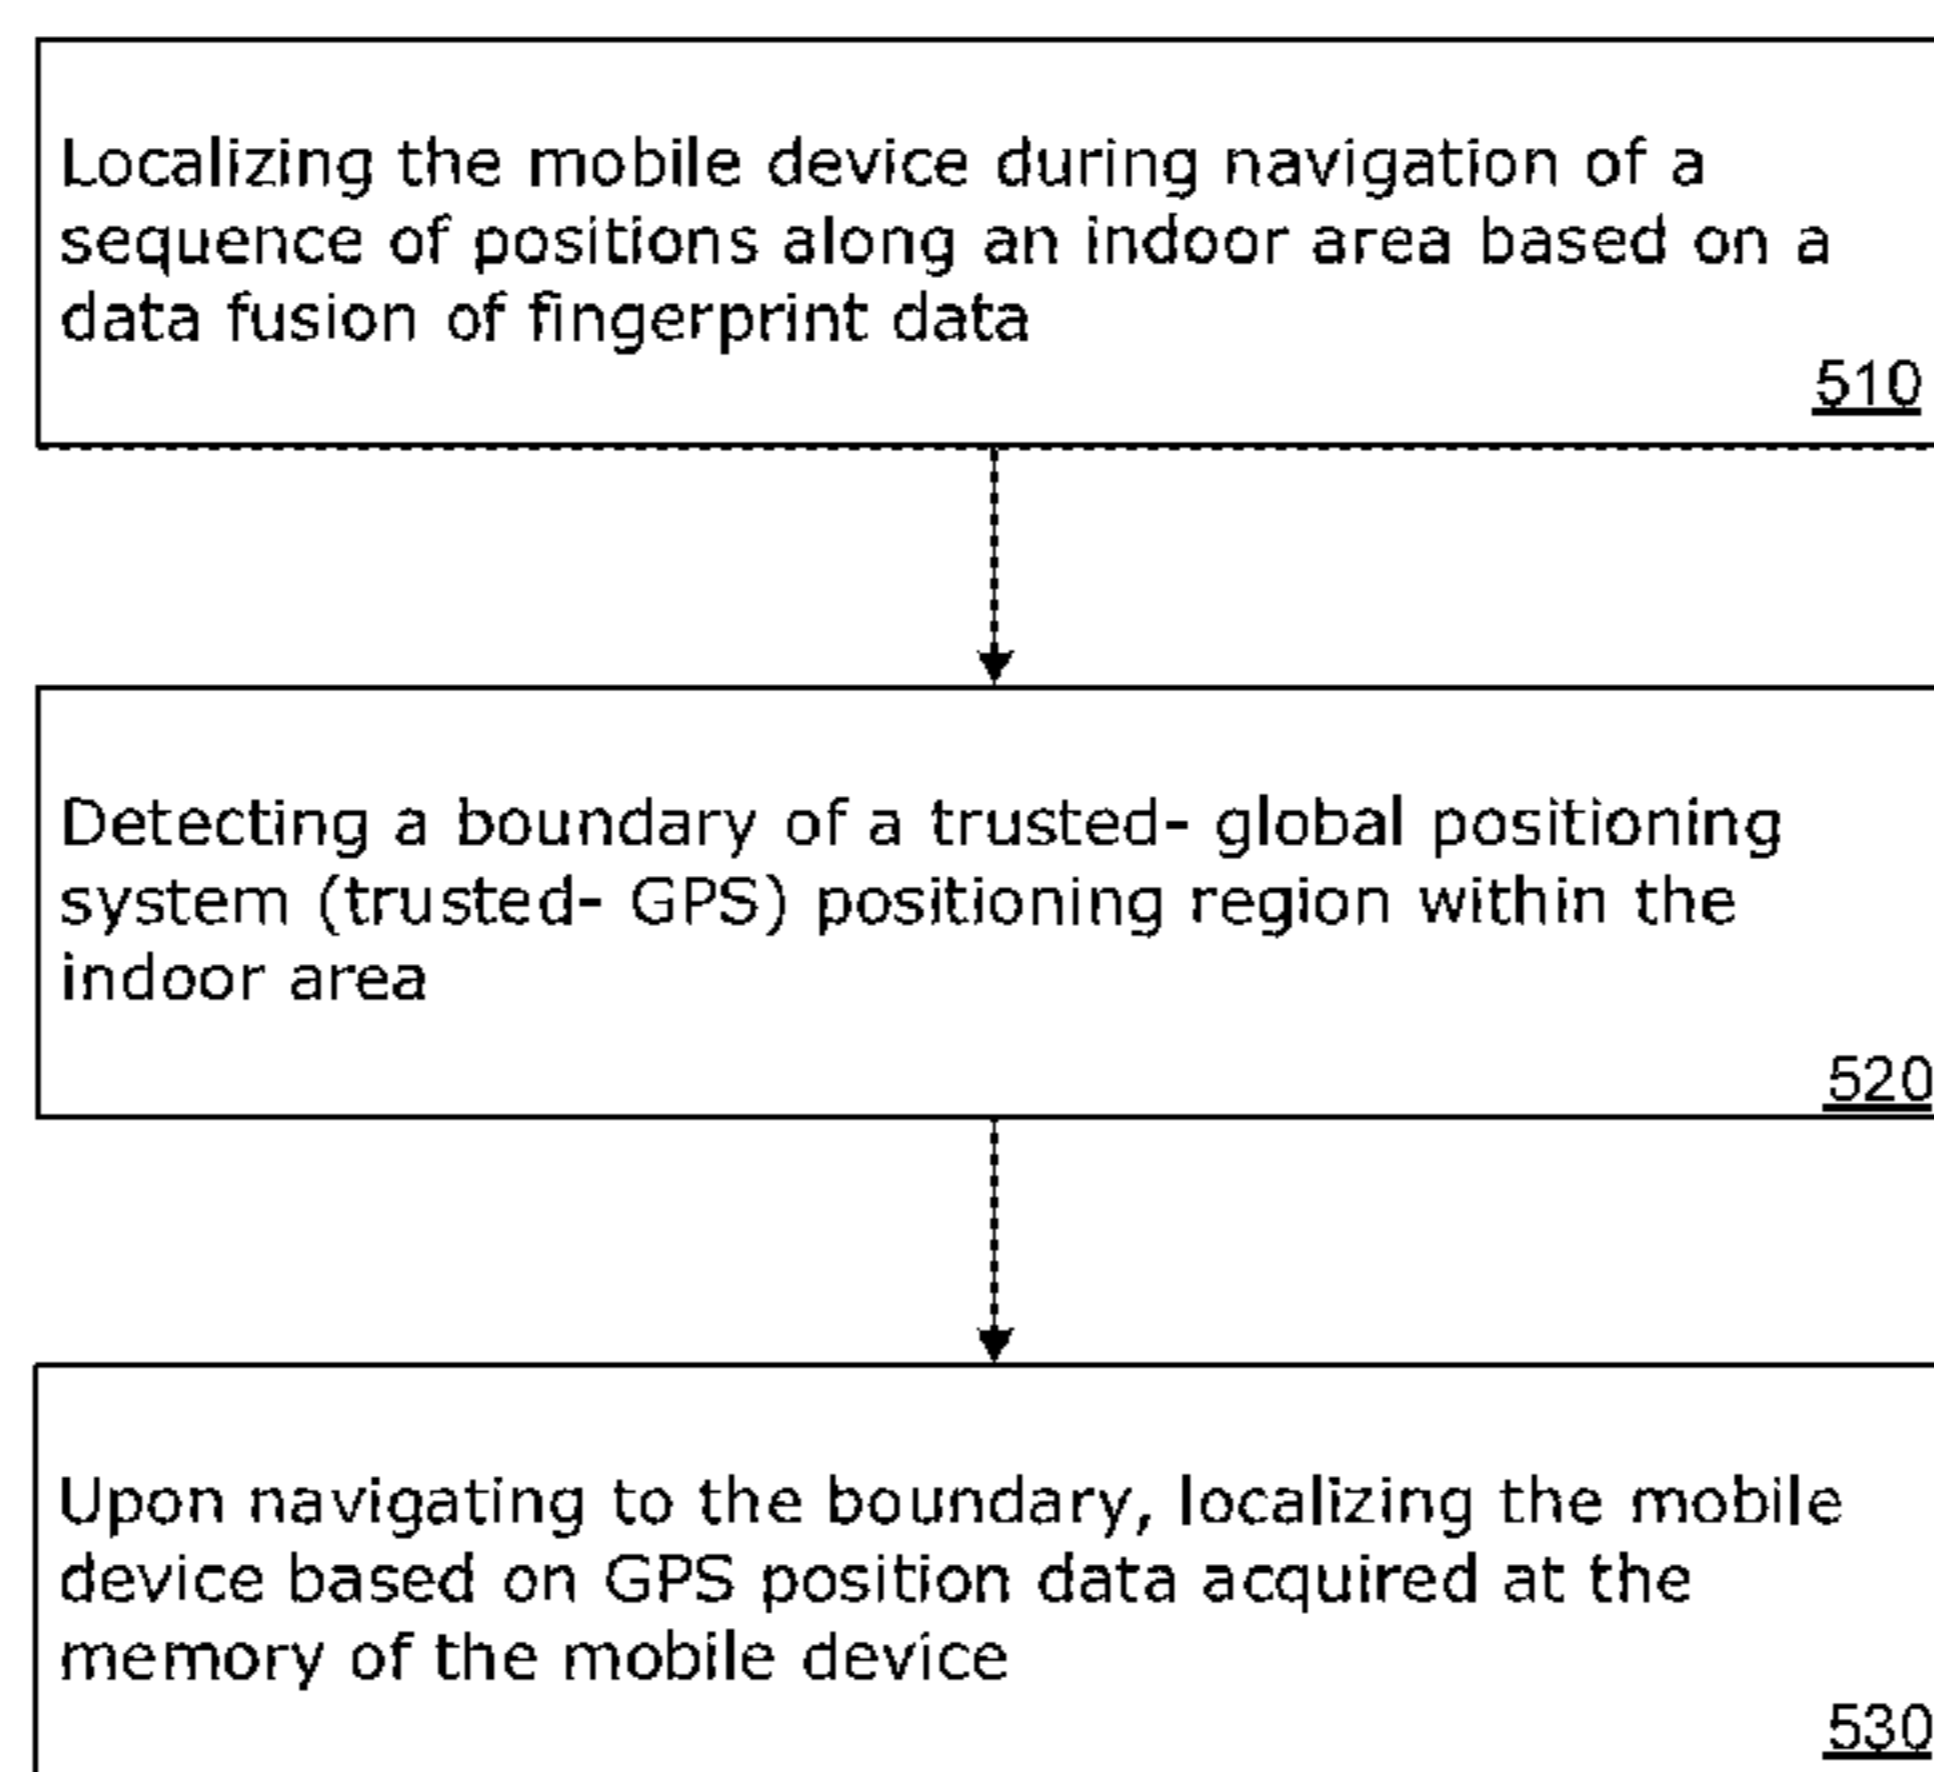 Localizing the mobile device during navigation of a
sequence of positions along an indoor area based on a
data fusion of fingerprint data
510
Detecting a boundary of a trusted- global positioning
system (trusted- GPS) positioning region within the
indoor area
520
Upon navigating to the boundary, localizing the mobile
device based on GPS position data acquired at the
memory of the mobile device
530